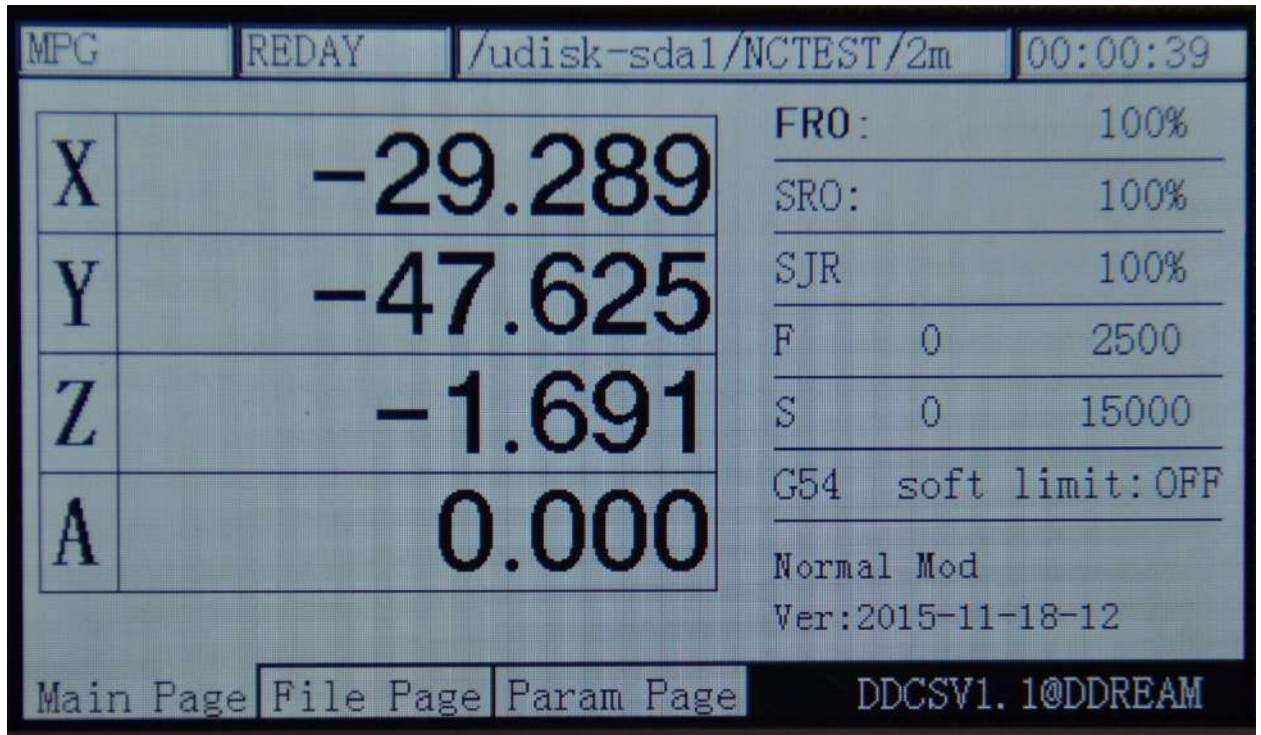 MPG REDAY /udisk-sda1/NCTEST/2m 00:00:39
X -29.289
Y -47.625
Z -1.691
A 0.000
FRO: 100%
SRO: 100%
SJR 100%
F 0 2500
S 0 15000
G54 soft limit:OFF
Normal Mod
Ver:2015-11-18-12
Main Page File Page Param Page DDCSV1.1@DDREAM